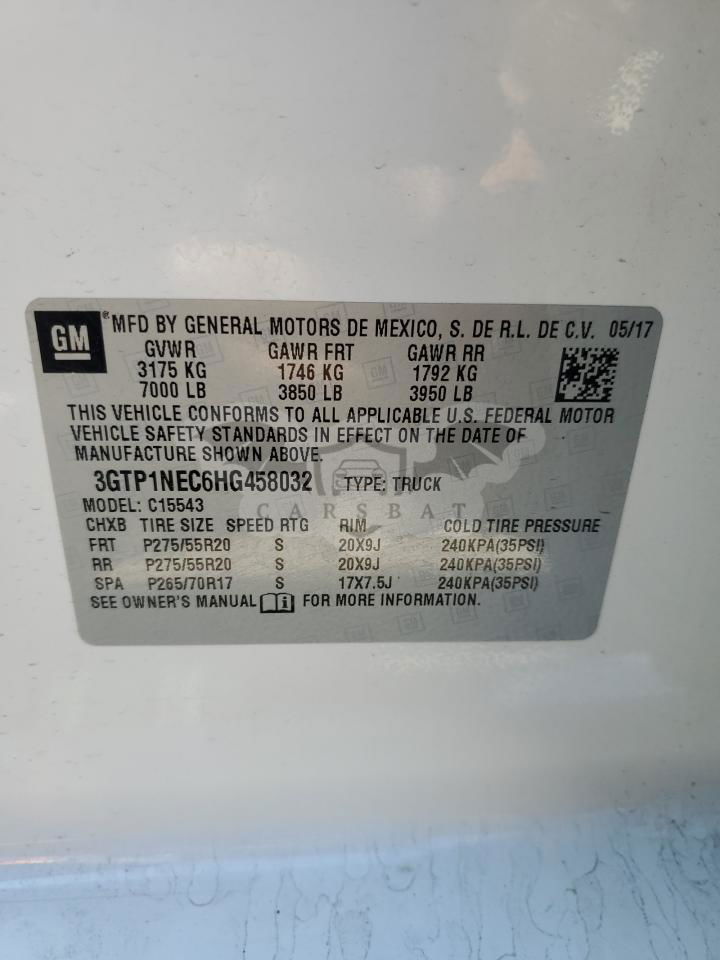 GM ® MFD BY GENERAL MOTORS DE MEXICO, S. DE R.L. DE C.V. 05/17
GVWR GAWR FRT GAWR RR
3175 KG 1746 KG 1792 KG
7000 LB 3850 LB 3950 LB
THIS VEHICLE CONFORMS TO ALL APPLICABLE U.S. FEDERAL MOTOR
VEHICLE SAFETY STANDARDS IN EFFECT ON THE DATE OF
MANUFACTURE SHOWN ABOVE.
3GTP1NEC6HG458032 TYPE: TRUCK
MODEL: C15543
CARSBAT
CHXB TIRE SIZE SPEED RTG RIM COLD TIRE PRESSURE
FRT P275/55R20 S 20X9J 240KPA(35PSI)
RR P275/55R20 S 20X9J 240KPA(35PSI)
SPA P265/70R17 S 17X7.5J 240KPA(35PSI)
SEE OWNER'S MANUAL i FOR MORE INFORMATION.